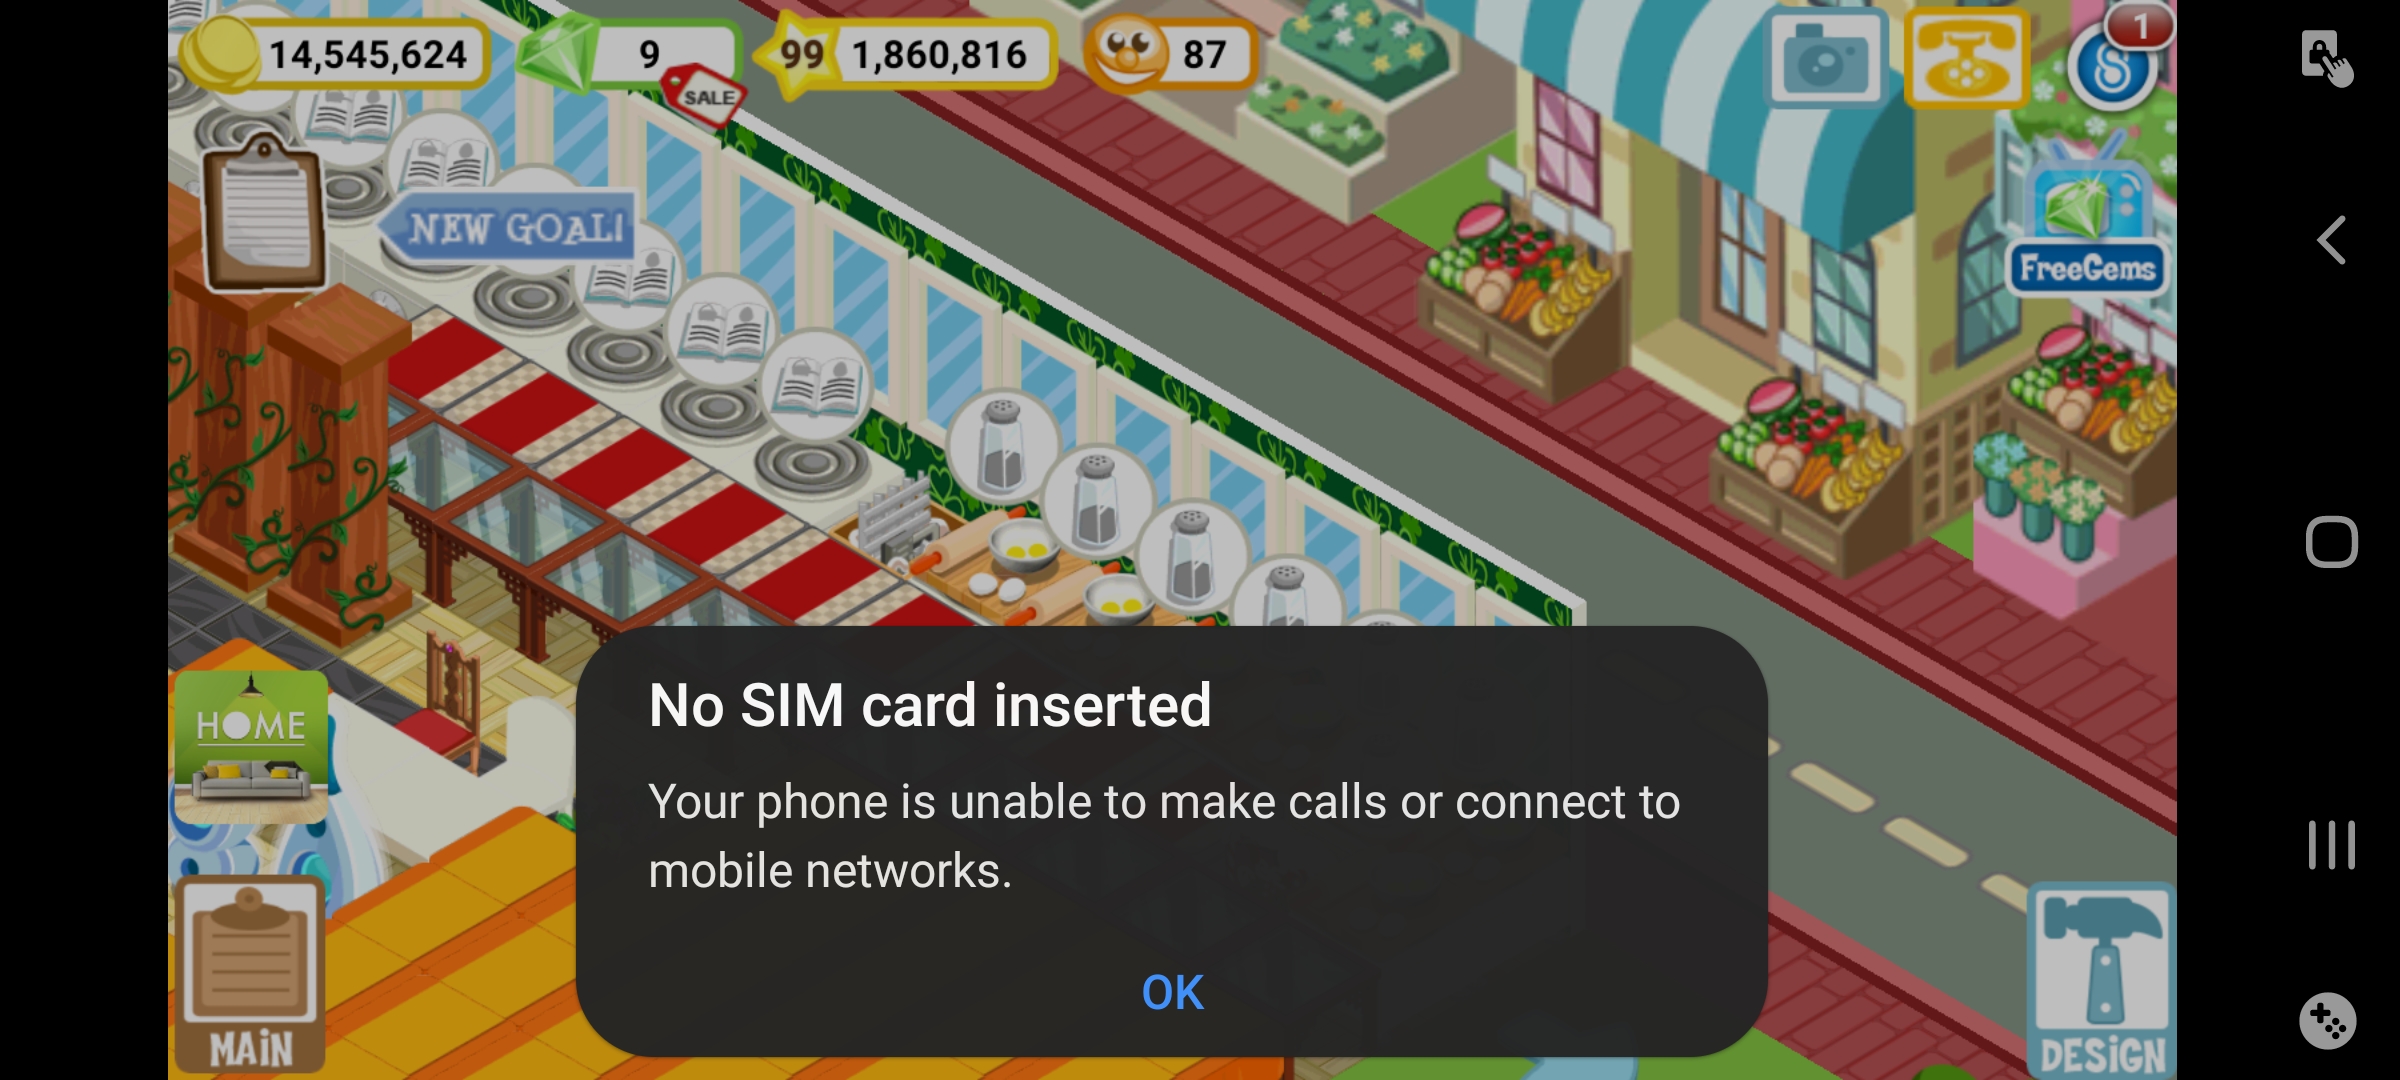 14,545,624
9
SALE
99
1,860,816
87
1
NEW GOAL!
FreeGems
HOME
No SIM card inserted
Your phone is unable to make calls or connect to
mobile networks.
OK
MAiN
DESiGN